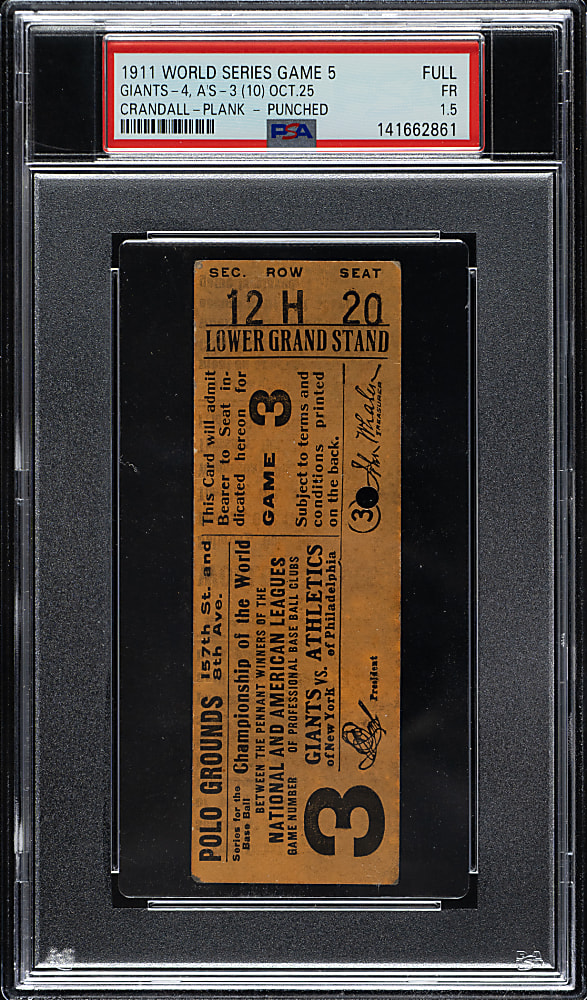 1911 WORLD SERIES GAME 5 FULL
GIANTS-4, A'S-3 (10) OCT.25 FR
CRANDALL-PLANK - PUNCHED 1.5
PSA 141662861
SEC. ROW SEAT
12 H 20
LOWER GRAND STAND
This Card will admit
Bearer to Seat in-
dicated hereon for
GAME 3
Subject to terms and
conditions printed
on the back.
(3)
TREASURER
POLO GROUNDS 157th St. and
8th Ave.
Series for the
Base Ball
Championship of the World
BETWEEN THE PENNANT WINNERS OF THE
NATIONAL AND AMERICAN LEAGUES
GAME NUMBER OF PROFESSIONAL BASE BALL CLUBS
3
GIANTS vs. ATHLETICS
of New York of Philadelphia
President